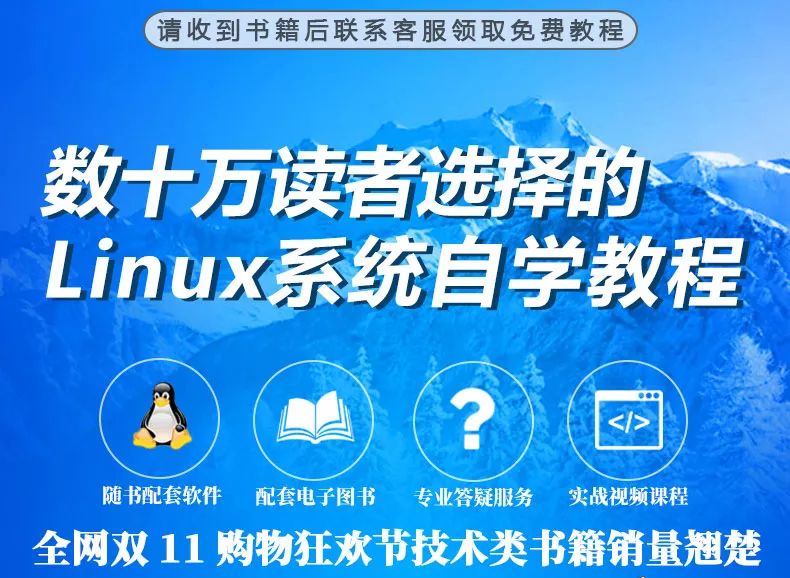 请收到书籍后联系客服领取免费教程
数十万读者选择的
Linux系统自学教程
</>
随书配套软件 配套电子图书 专业答疑服务 实战视频课程
全网双 11 购物狂欢节技术类书籍销量翘楚